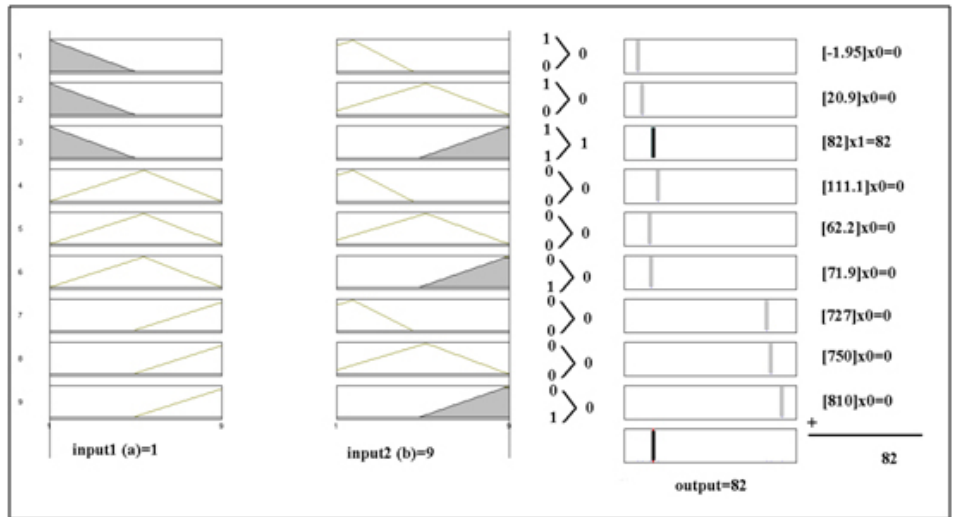 1 1 0 0 [-1.95]x0=0
2 1 0 0 [20.9]x0=0
3 1 1 1 [82]x1=82
4 0 0 0 [111.1]x0=0
5 0 0 0 [62.2]x0=0
6 0 1 0 [71.9]x0=0
7 0 0 0 [727]x0=0
8 0 0 0 [750]x0=0
9 0 1 0 [810]x0=0
1 9 1 9 +
input1 (a)=1 input2 (b)=9 82
output=82